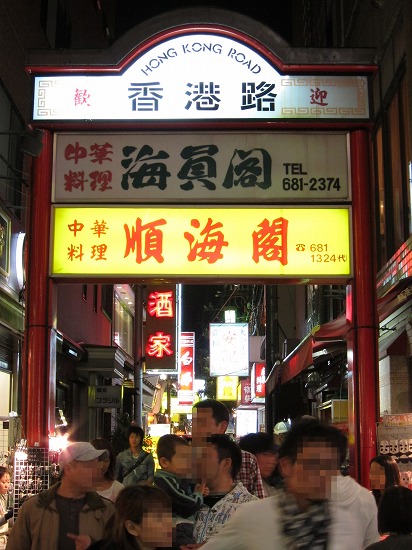 HONG KONG ROAD
歓 香港路 迎
中華
料理 海員閣 TEL
681-2374
中華
料理 順海閣 ☎681
1324代
酒家